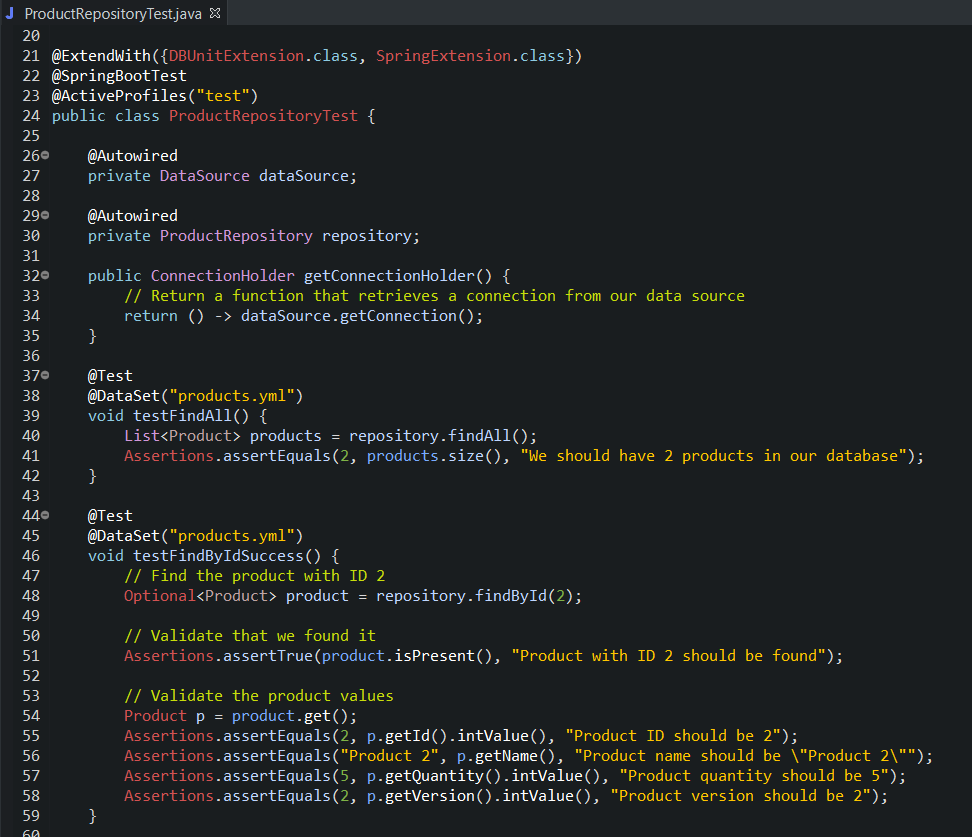 J ProductRepositoryTest.java
20
21 @ExtendWith({DBUnitExtension.class, SpringExtension.class})
22 @SpringBootTest
23 @ActiveProfiles("test")
24 public class ProductRepositoryTest {
25
26     @Autowired
27     private DataSource dataSource;
28
29     @Autowired
30     private ProductRepository repository;
31
32     public ConnectionHolder getConnectionHolder() {
33         // Return a function that retrieves a connection from our data source
34         return () -> dataSource.getConnection();
35     }
36
37     @Test
38     @DataSet("products.yml")
39     void testFindAll() {
40         List<Product> products = repository.findAll();
41         Assertions.assertEquals(2, products.size(), "We should have 2 products in our database");
42     }
43
44     @Test
45     @DataSet("products.yml")
46     void testFindByIdSuccess() {
47         // Find the product with ID 2
48         Optional<Product> product = repository.findById(2);
49
50         // Validate that we found it
51         Assertions.assertTrue(product.isPresent(), "Product with ID 2 should be found");
52
53         // Validate the product values
54         Product p = product.get();
55         Assertions.assertEquals(2, p.getId().intValue(), "Product ID should be 2");
56         Assertions.assertEquals("Product 2", p.getName(), "Product name should be \"Product 2\"");
57         Assertions.assertEquals(5, p.getQuantity().intValue(), "Product quantity should be 5");
58         Assertions.assertEquals(2, p.getVersion().intValue(), "Product version should be 2");
59     }
60